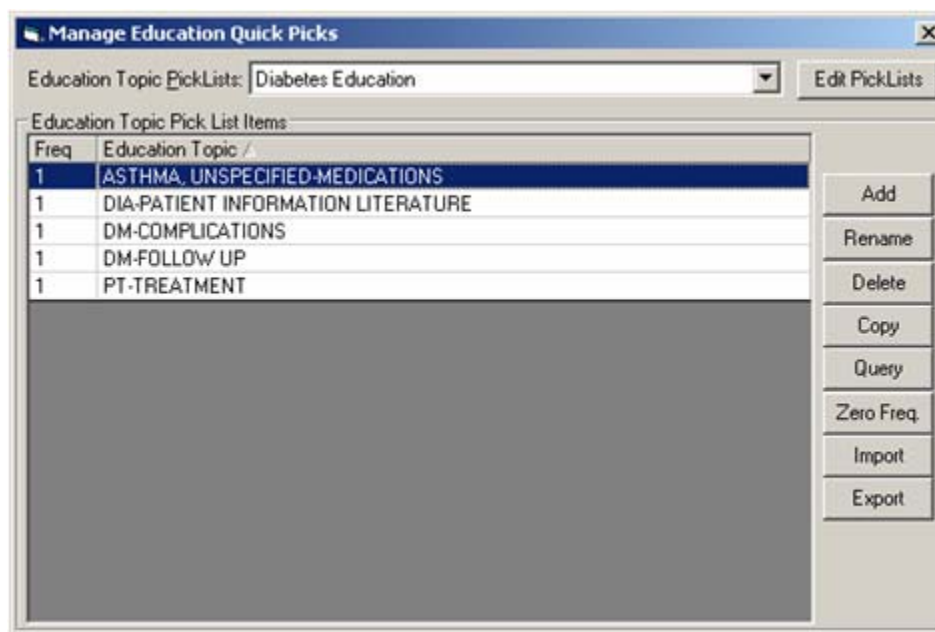 Manage Education Quick Picks
Education Topic PickLists: Diabetes Education Edit PickLists
Education Topic Pick List Items
Freq Education Topic
1 ASTHMA, UNSPECIFIED-MEDICATIONS
1 DIA-PATIENT INFORMATION LITERATURE
1 DM-COMPLICATIONS
1 DM-FOLLOW UP
1 PT-TREATMENT
Add
Rename
Delete
Copy
Query
Zero Freq.
Import
Export